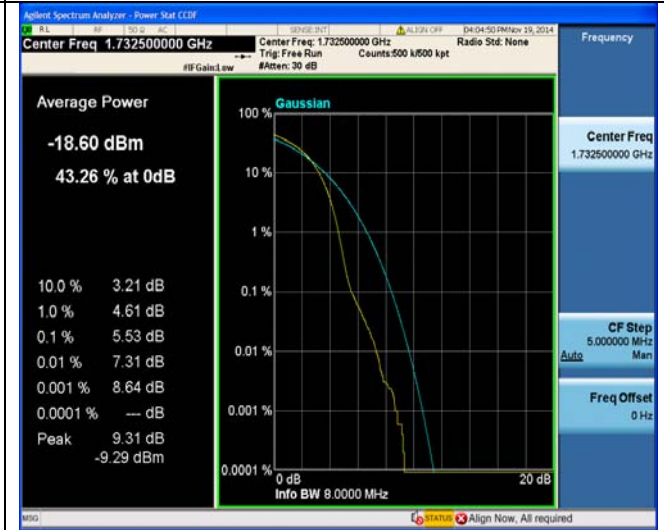 Agilent Spectrum Analyzer - Power Stat CCDF
RL RF 50 Ω AC SENSE:INT ALIGN OFF 04:04:50 PM Nov 19, 2014
Center Freq 1.732500000 GHz
Center Freq: 1.732500000 GHz Radio Std: None
Trig: Free Run Counts:500 k/500 kpt
#IFGain:Low #Atten: 30 dB
Frequency
Average Power
-18.60 dBm
43.26 % at 0dB
10.0 % 3.21 dB
1.0 % 4.61 dB
0.1 % 5.53 dB
0.01 % 7.31 dB
0.001 % 8.64 dB
0.0001 % --- dB
Peak 9.31 dB
-9.29 dBm
Gaussian
100 %
10 %
1 %
0.1 %
0.01 %
0.001 %
0.0001 %
0 dB 20 dB
Info BW 8.0000 MHz
Center Freq
1.732500000 GHz
CF Step
5.000000 MHz
Auto Man
Freq Offset
0 Hz
MSG STATUS Align Now, All required